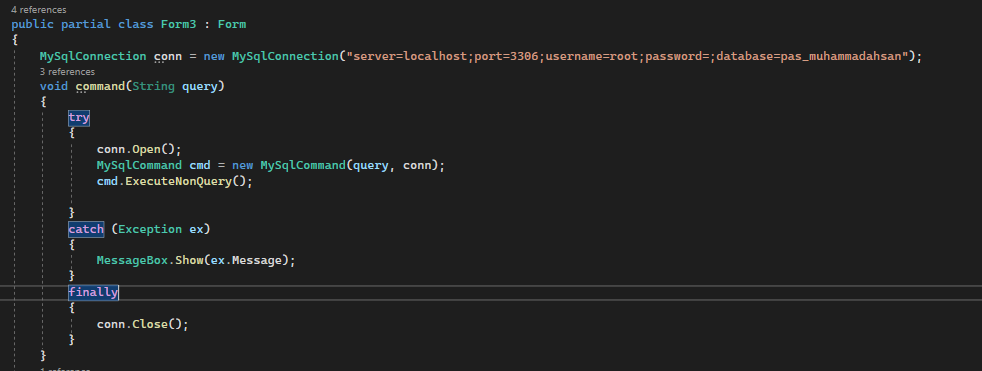 4 references
public partial class Form3 : Form
{
MySqlConnection conn = new MySqlConnection("server=localhost;port=3306;username=root;password=;database=pas_muhammadahsan");
3 references
void command(String query)
{
try
{
conn.Open();
MySqlCommand cmd = new MySqlCommand(query, conn);
cmd.ExecuteNonQuery();
}
catch (Exception ex)
{
MessageBox.Show(ex.Message);
}
finally
{
conn.Close();
}
}